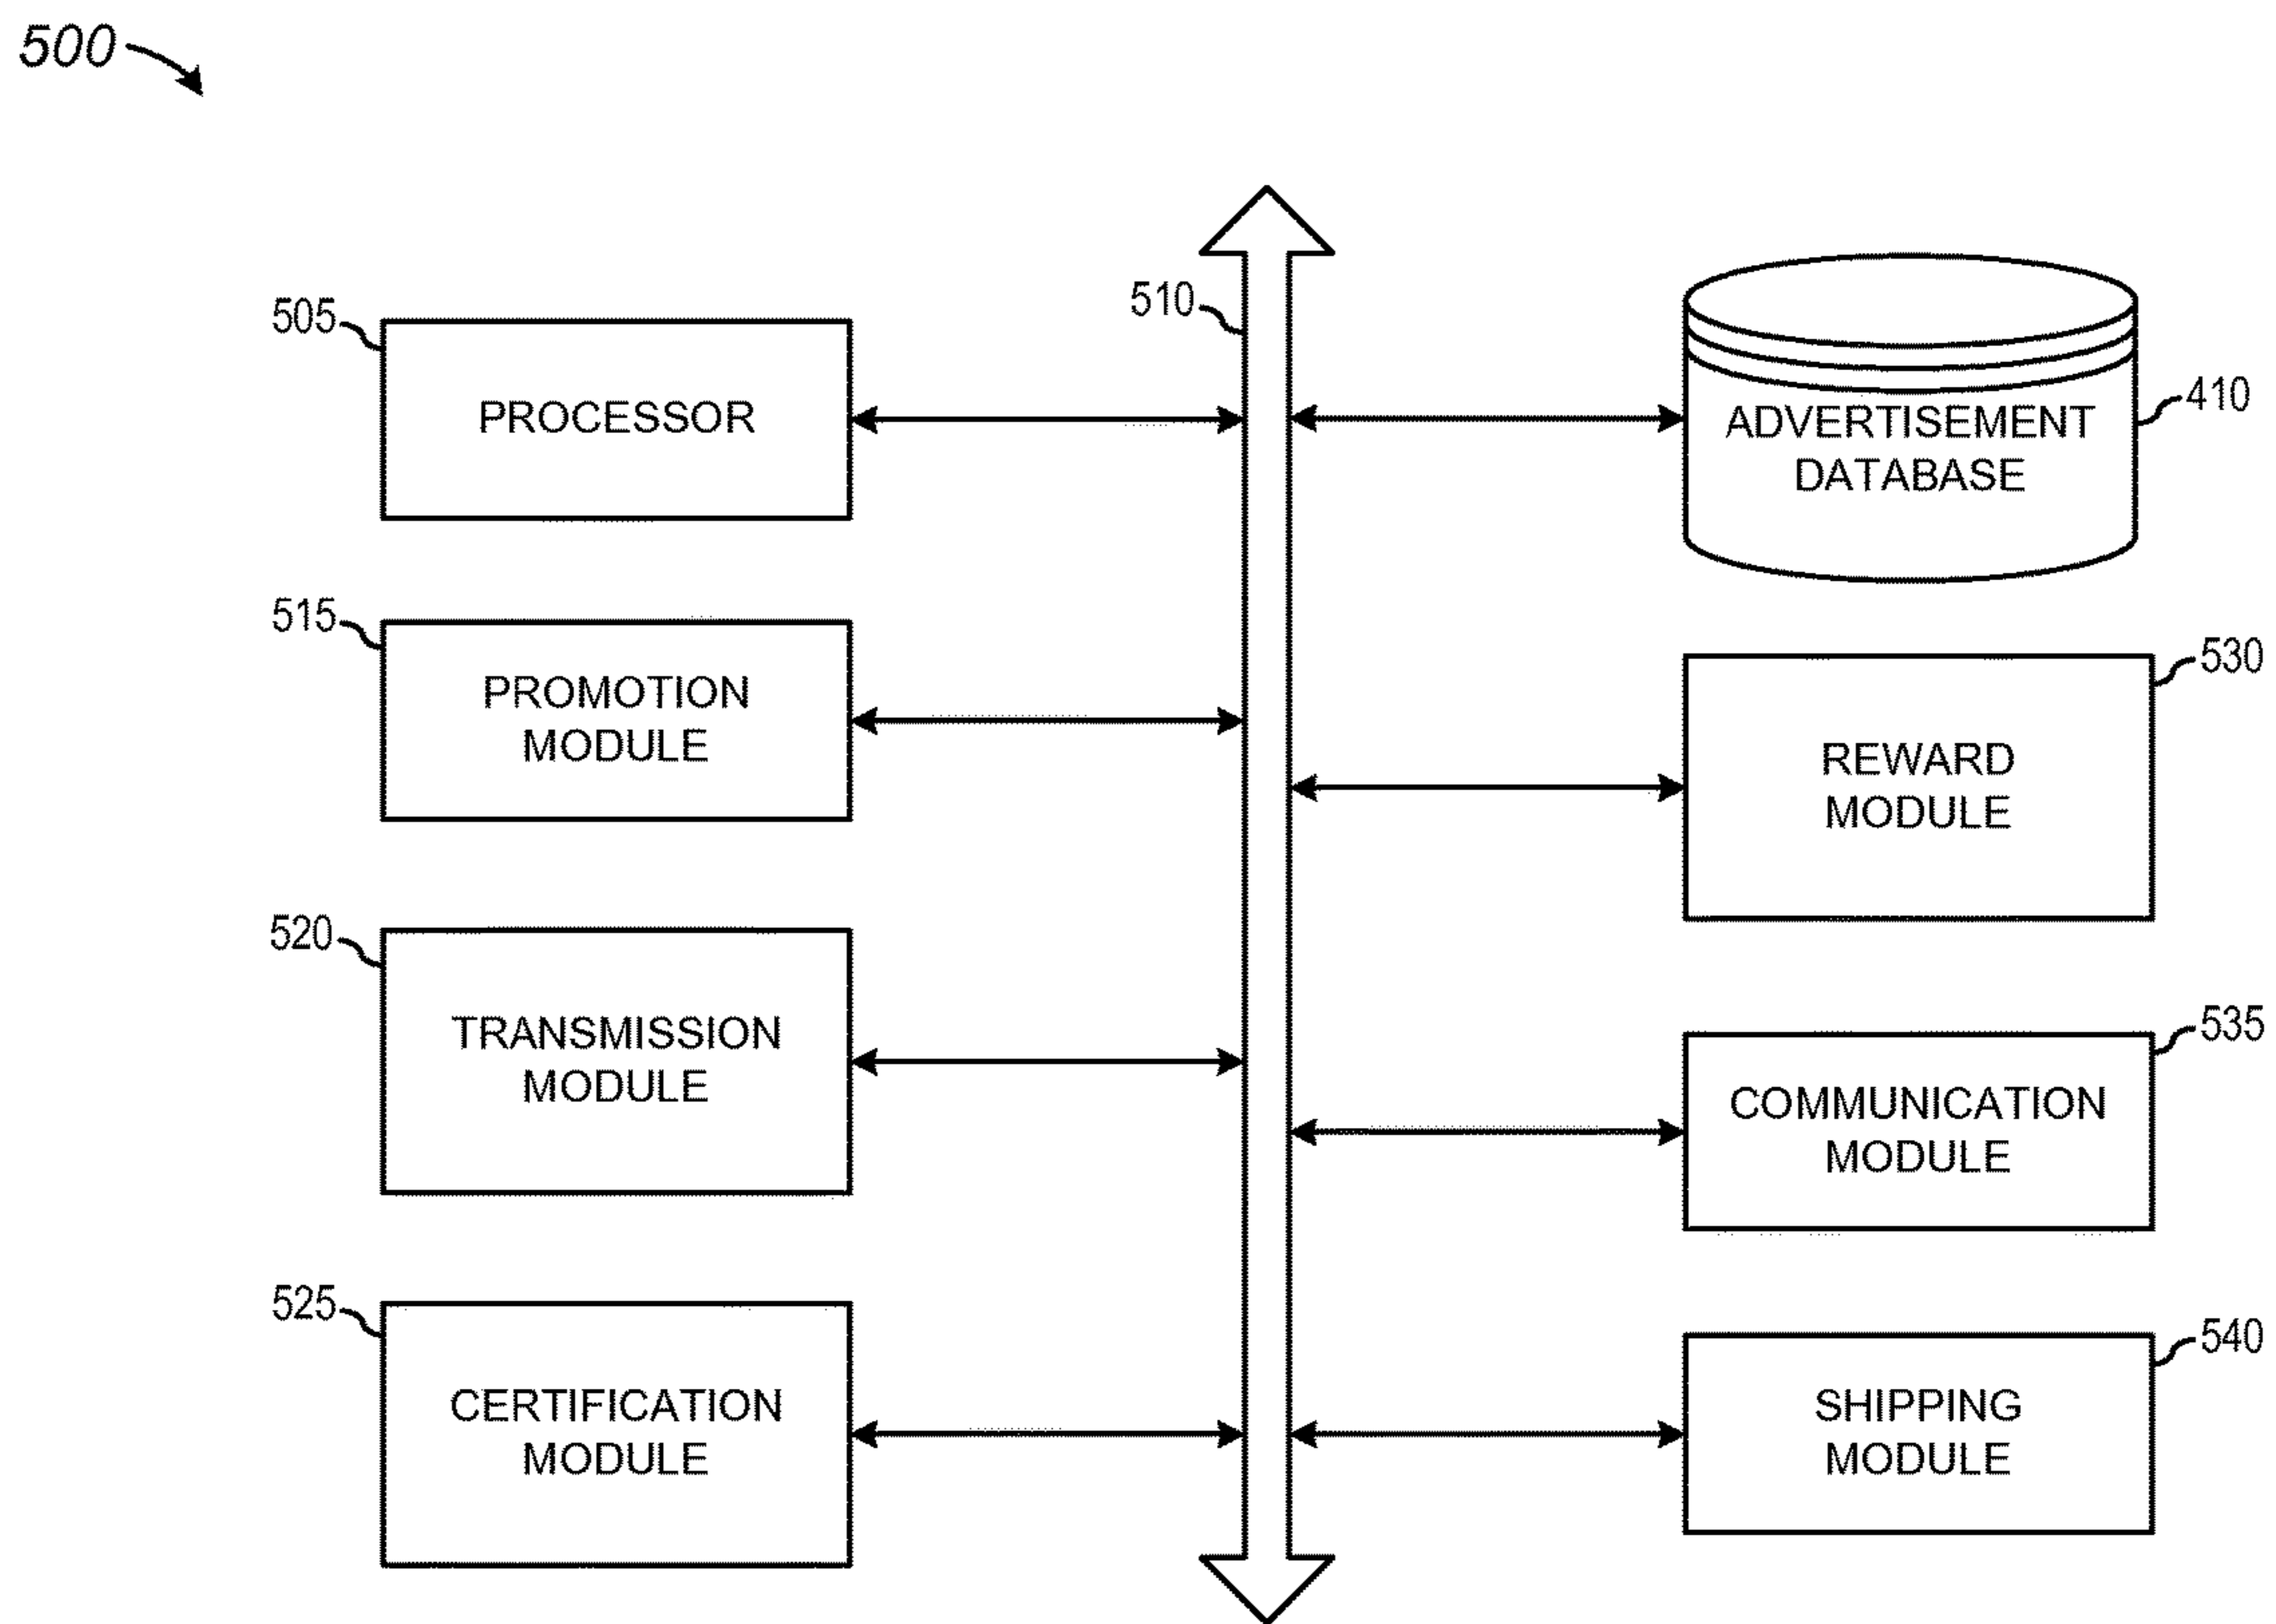 500
505
PROCESSOR
510
ADVERTISEMENT
DATABASE
410
515
PROMOTION
MODULE
530
REWARD
MODULE
520
TRANSMISSION
MODULE
535
COMMUNICATION
MODULE
525
CERTIFICATION
MODULE
540
SHIPPING
MODULE